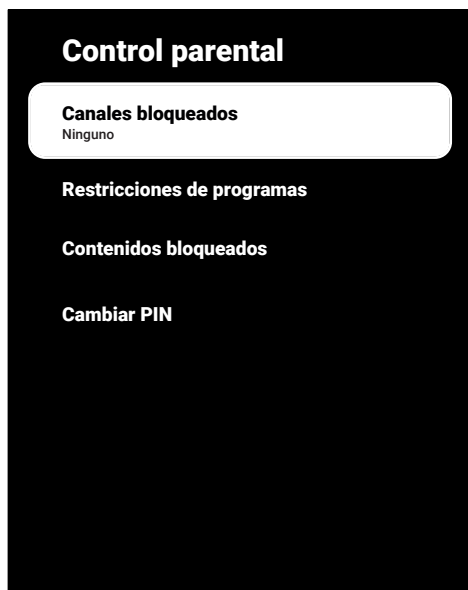 Control parental
Canales bloqueados
Ninguno
Restricciones de programas
Contenidos bloqueados
Cambiar PIN